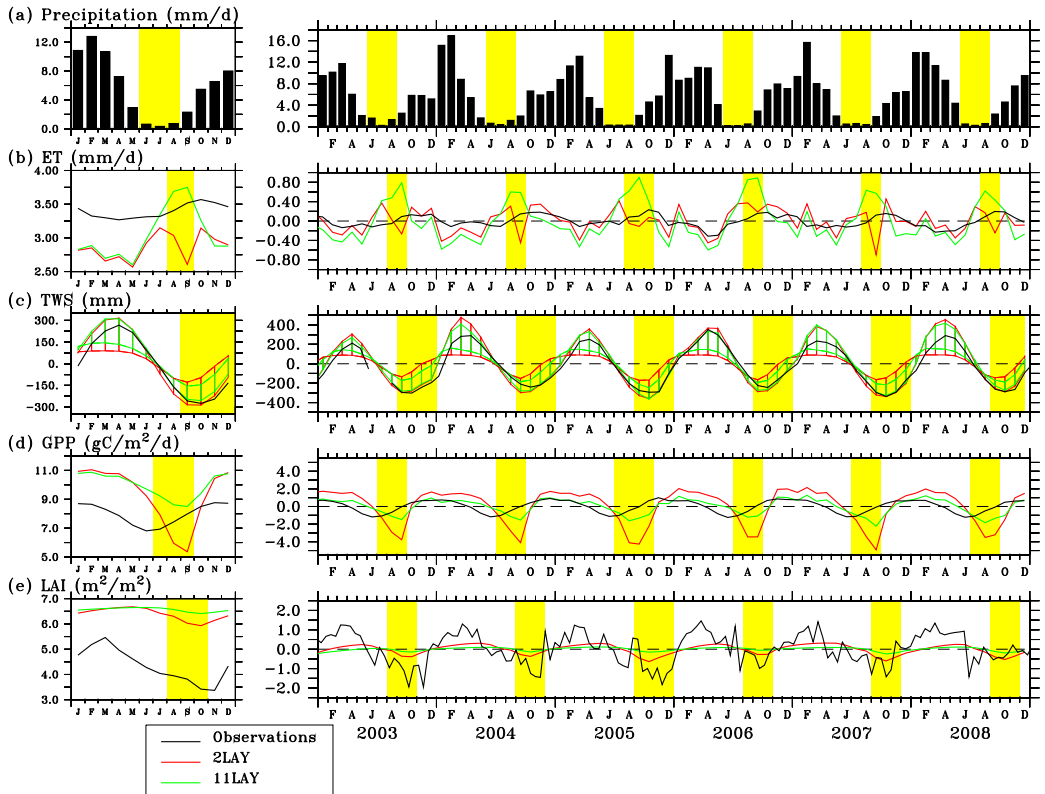 (a) Precipitation (mm/d)
12.0
8.0
4.0
0.0
J F M A M J J A S O N D
16.0
12.0
8.0
4.0
0.0
F A J A O D F A J A O D F A J A O D F A J A O D F A J A O D F A J A O D
(b) ET (mm/d)
4.00
3.50
3.00
2.50
J F M A M J J A S O N D
0.80
0.40
0.00
-0.40
-0.80
F A J A O D F A J A O D F A J A O D F A J A O D F A J A O D F A J A O D
(c) TWS (mm)
300.
150.
0.
-150.
-300.
J F M A M J J A S O N D
400.
200.
0.
-200.
-400.
F A J A O D F A J A O D F A J A O D F A J A O D F A J A O D F A J A O D
(d) GPP (gC/m²/d)
11.0
9.0
7.0
5.0
J F M A M J J A S O N D
4.0
2.0
0.0
-2.0
-4.0
F A J A O D F A J A O D F A J A O D F A J A O D F A J A O D F A J A O D
(e) LAI (m²/m²)
7.0
6.0
5.0
4.0
3.0
J F M A M J J A S O N D
2.0
1.0
0.0
-1.0
-2.0
F A J A O D F A J A O D F A J A O D F A J A O D F A J A O D F A J A O D
2003 2004 2005 2006 2007 2008
Observations
2LAY
11LAY